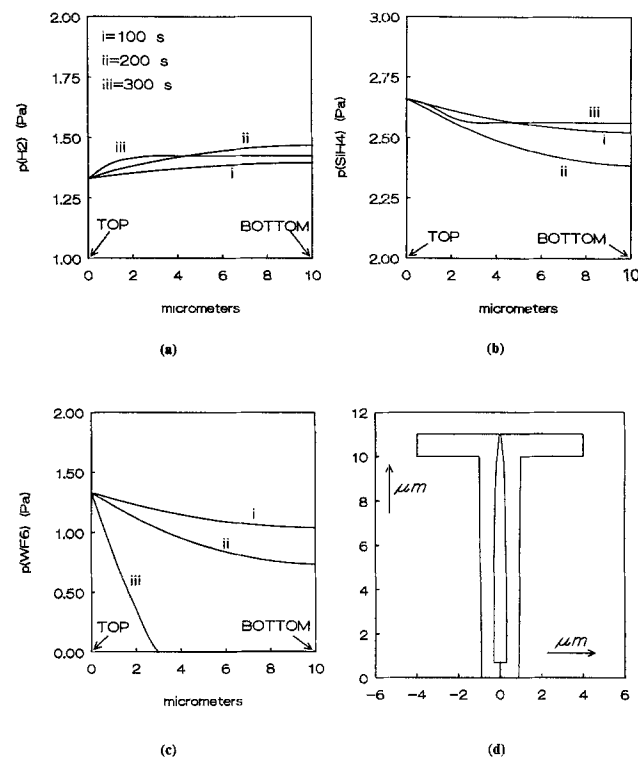 2.00
1.75
1.50
1.25
1.00
p(H2) (Pa)
i=100 s
ii=200 s
iii=300 s
iii
ii
i
TOP
BOTTOM
0 2 4 6 8 10
micrometers
(a)
3.00
2.75
2.50
2.25
2.00
p(SiH4) (Pa)
iii
i
ii
TOP
BOTTOM
0 2 4 6 8 10
micrometers
(b)
2.00
1.50
1.00
0.50
0.00
p(WF6) (Pa)
i
ii
iii
TOP
BOTTOM
0 2 4 6 8 10
micrometers
(c)
12
10
8
6
4
2
0
μm
μm
−6 −4 −2 0 2 4 6
(d)